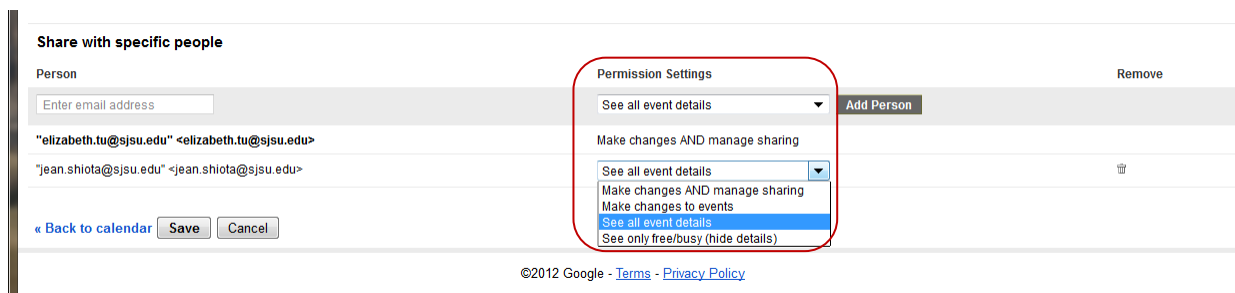 Share with specific people
Person Permission Settings Remove
Enter email address See all event details Add Person
"elizabeth.tu@sjsu.edu" <elizabeth.tu@sjsu.edu> Make changes AND manage sharing
"jean.shiota@sjsu.edu" <jean.shiota@sjsu.edu> See all event details
Make changes AND manage sharing
Make changes to events
See all event details
See only free/busy (hide details)
« Back to calendar Save Cancel
©2012 Google - Terms - Privacy Policy